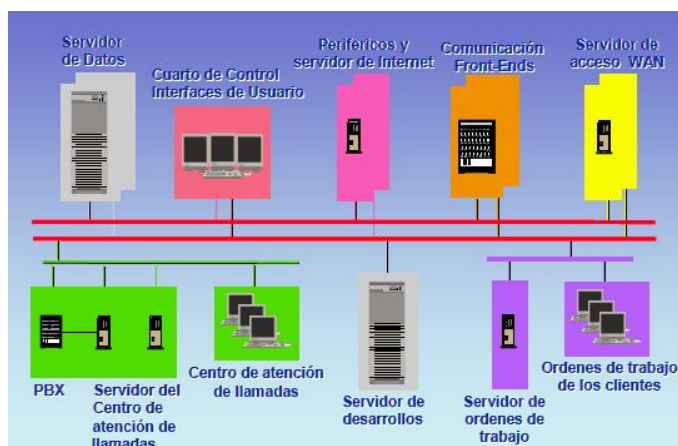 Servidor
de Datos
Cuarto de Control
Interfaces de Usuario
Perifericos y
servidor de Internet
Comunicación
Front-Ends
Servidor de
acceso WAN
PBX
Servidor del
Centro de
atención de
llamadas
Centro de atención
de llamadas
Servidor de
desarrollos
Servidor de
ordenes de
trabajo
Ordenes de trabajo
de los clientes